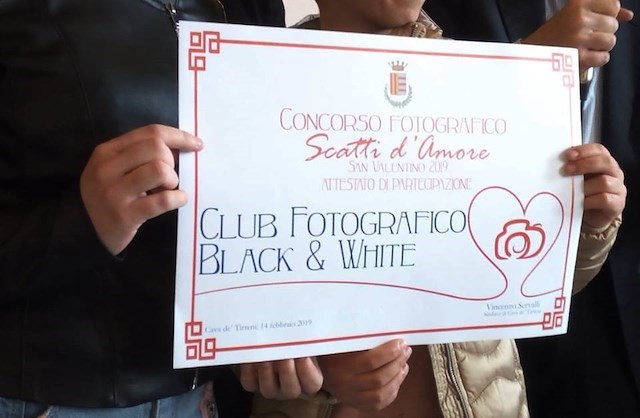 CONCORSO FOTOGRAFICO
Scatti d'Amore
SAN VALENTINO 2019
ATTESTATO DI PARTECIPAZIONE
CLUB FOTOGRAFICO
BLACK & WHITE
Vincenzo Servalli
Sindaco di Cava de' Tirreni
Cava de' Tirreni, 14 febbraio 2019